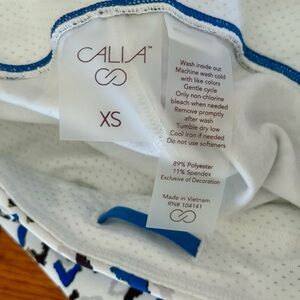 CALIA™
XS
Wash inside out
Machine wash cold
with like colors
Gentle cycle
Only non-chlorine
bleach when needed
Remove promptly
after wash
Tumble dry low
Cool iron if needed
Do not use softeners
89% Polyester
11% Spandex
Exclusive of Decoration
Made in Vietnam
RN# 104141